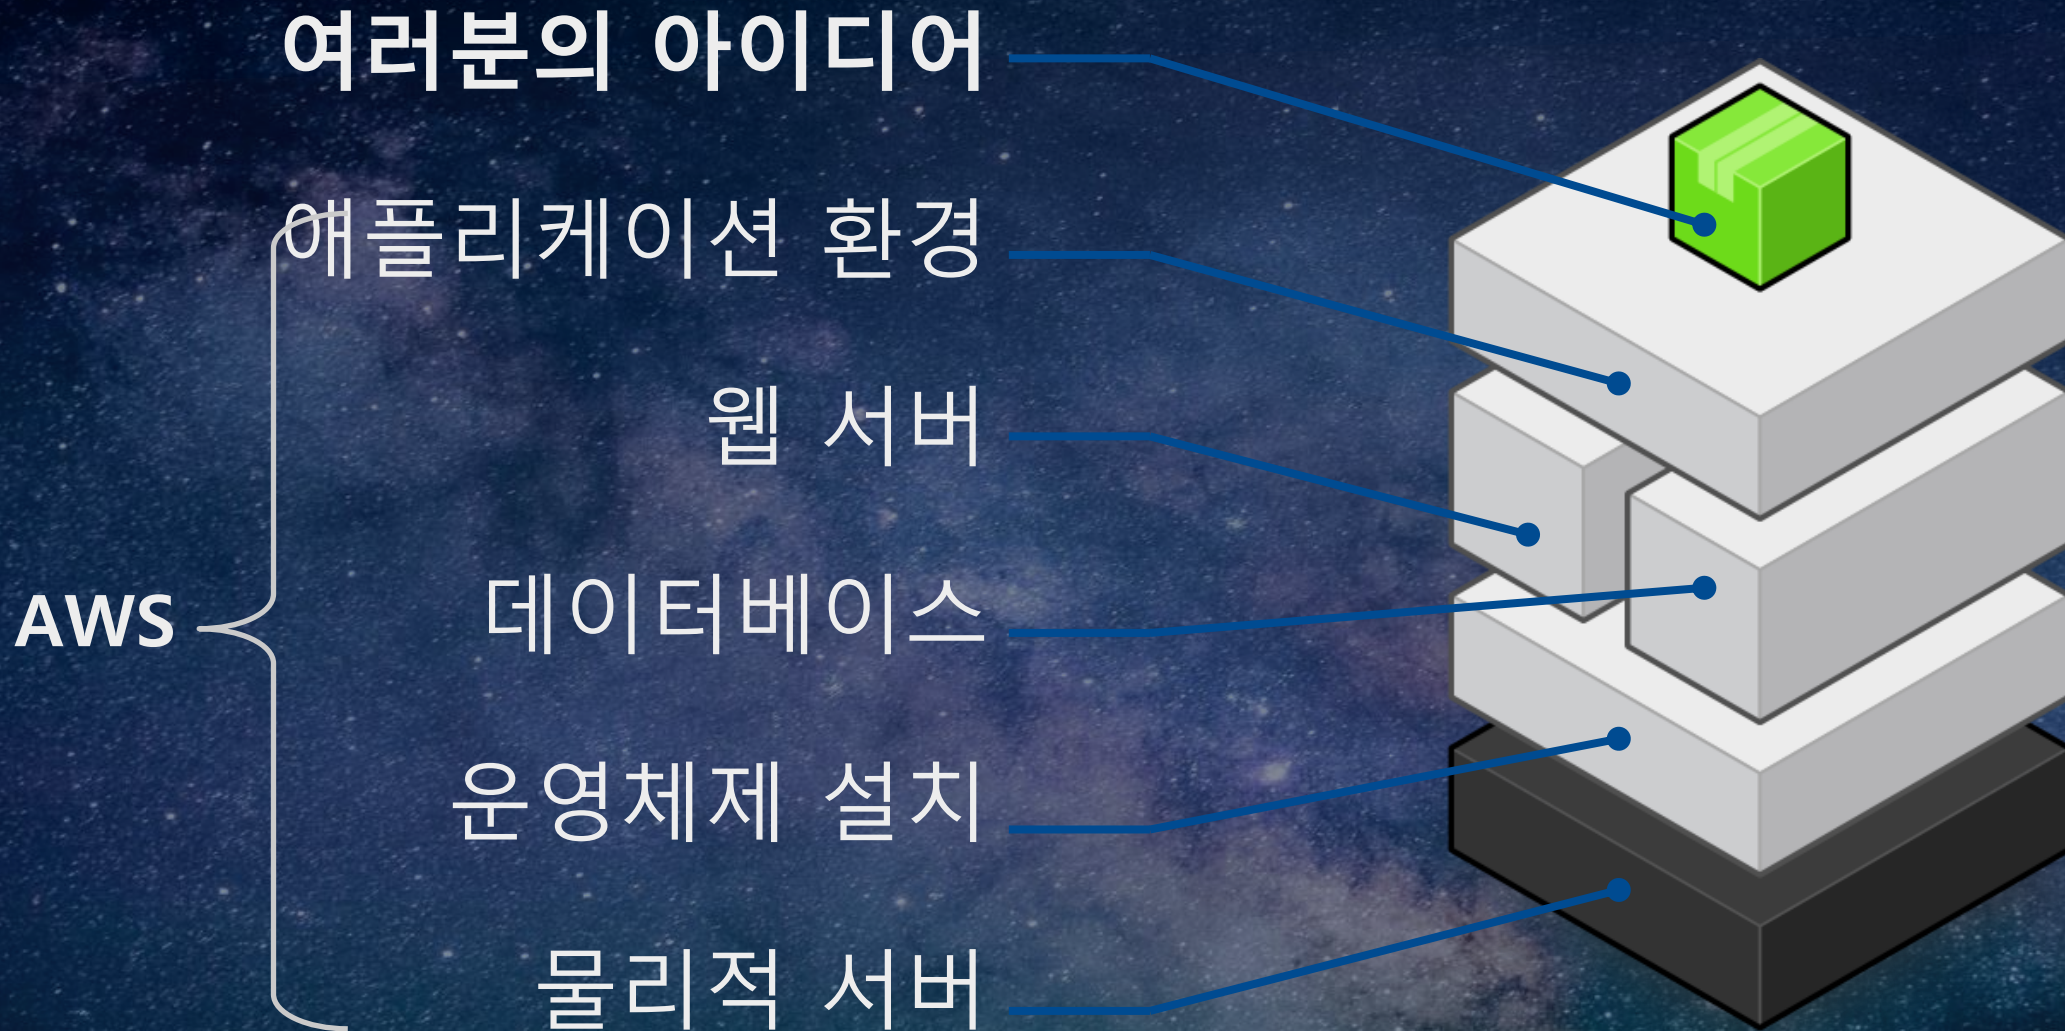 여러분의 아이디어
애플리케이션 환경
웹 서버
데이터베이스
AWS
운영체제 설치
물리적 서버